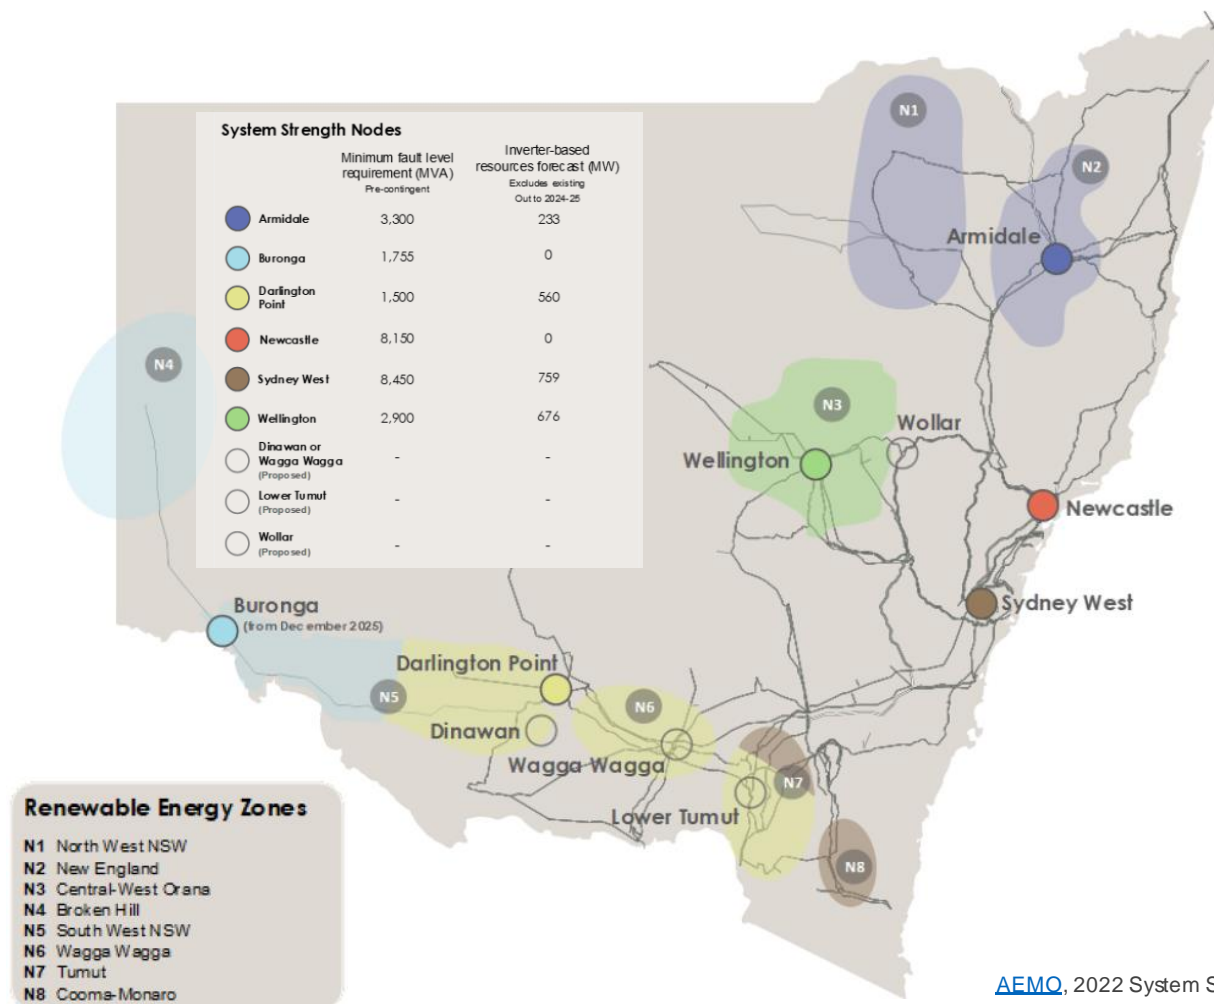 System Strength Nodes
Minimum fault level
requirement (MVA)
Pre-contingent
Inverter-based
resources forecast (MW)
Excludes existing
Out to 2024-25
Armidale 3,300 233
Buronga 1,755 0
Darlington
Point 1,500 560
Newcastle 8,150 0
Sydney West 8,450 759
Wellington 2,900 676
Dinawan or
Wagga Wagga - -
(Proposed)
Lower Tumut - -
(Proposed)
Wollar
(Proposed) - -
N1
N2
Armidale
N4
N3
Wollar
Wellington
Newcastle
Buronga
(from December 2025)
Sydney West
Darlington Point
N5
N6
Dinawan
Wagga Wagga
N7
Lower Tumut
N8
Renewable Energy Zones
N1 North West NSW
N2 New England
N3 Central-West Orana
N4 Broken Hill
N5 South West NSW
N6 Wagga Wagga
N7 Tumut
N8 Cooma-Monaro
AEMO, 2022 System S